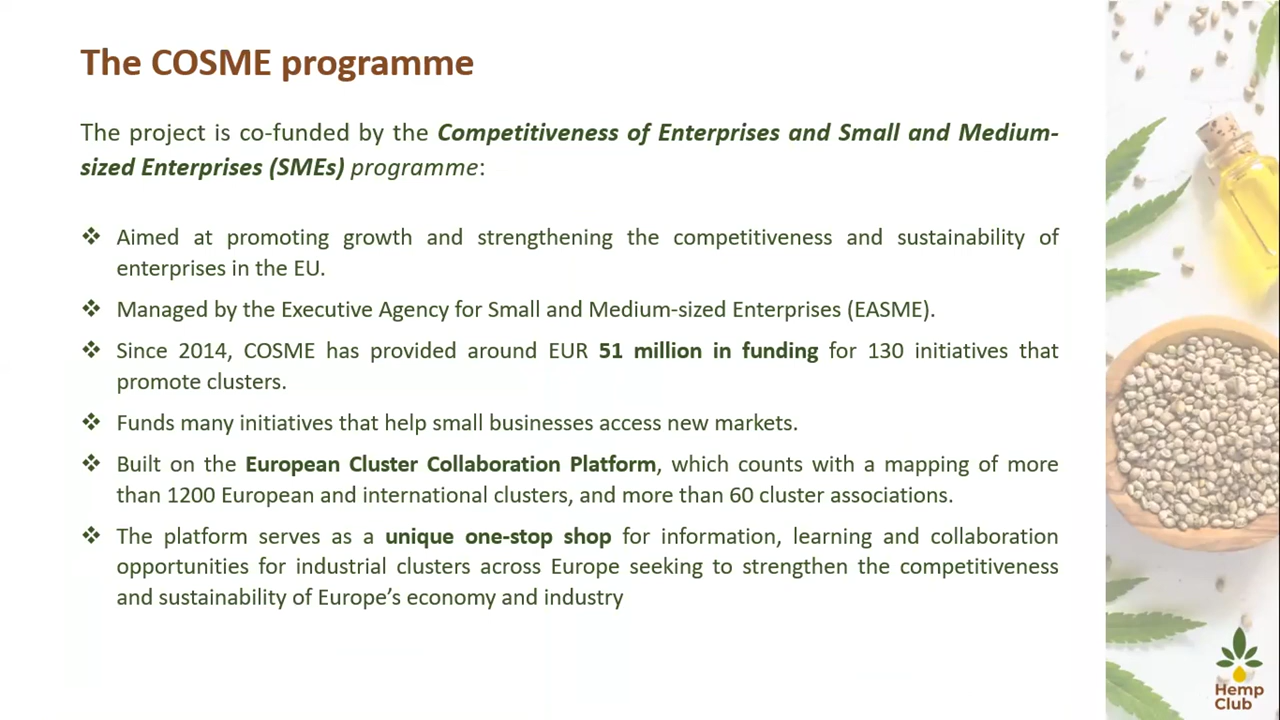 The COSME programme
The project is co-funded by the Competitiveness of Enterprises and Small and Medium-
sized Enterprises (SMEs) programme:
❖ Aimed at promoting growth and strengthening the competitiveness and sustainability of
enterprises in the EU.
❖ Managed by the Executive Agency for Small and Medium-sized Enterprises (EASME).
❖ Since 2014, COSME has provided around EUR 51 million in funding for 130 initiatives that
promote clusters.
❖ Funds many initiatives that help small businesses access new markets.
❖ Built on the European Cluster Collaboration Platform, which counts with a mapping of more
than 1200 European and international clusters, and more than 60 cluster associations.
❖ The platform serves as a unique one-stop shop for information, learning and collaboration
opportunities for industrial clusters across Europe seeking to strengthen the competitiveness
and sustainability of Europe’s economy and industry
Hemp
Club